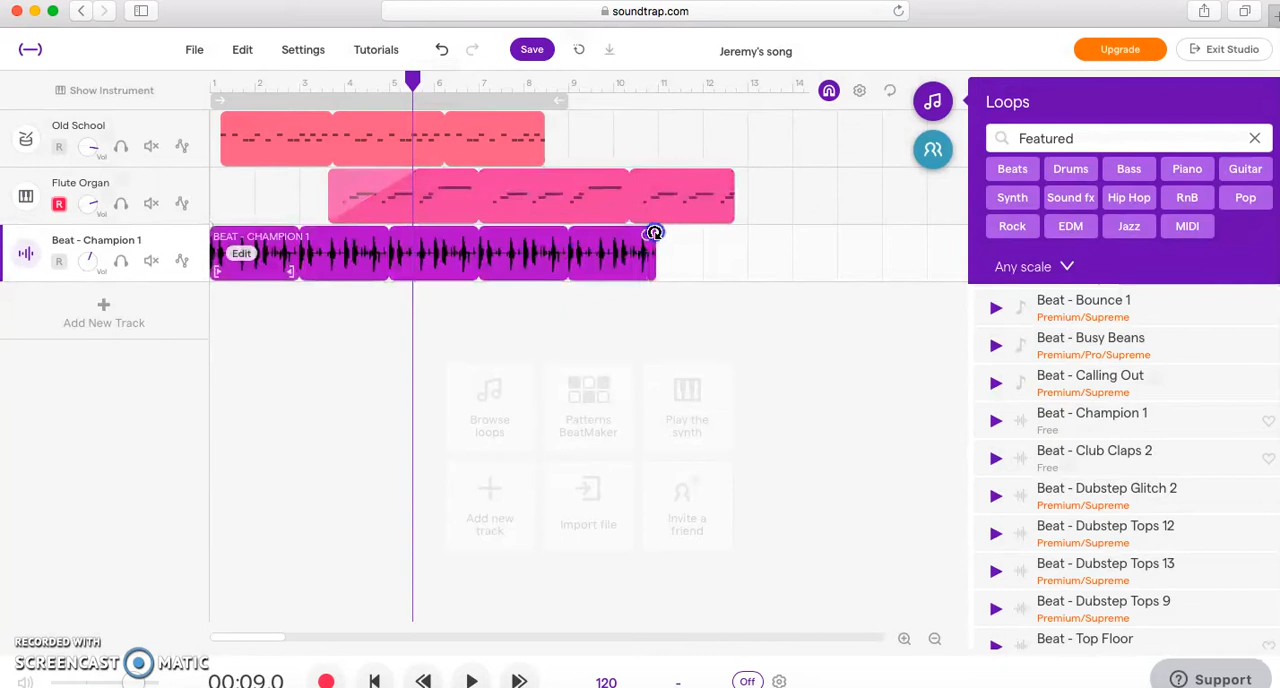 soundtrap.com
File Edit Settings Tutorials Save Jeremy's song Upgrade Exit Studio
Show Instrument
1 2 3 4 5 6 7 8 9 10 11 12 13 14
Old School
R Vol
Flute Organ
R Vol
Beat - Champion 1
R Vol
BEAT - CHAMPION 1
Edit
Add New Track
Browse
loops
Patterns
BeatMaker
Play the
synth
Add new
track
Import file
Invite a
friend
Loops
Featured
Beats Drums Bass Piano Guitar
Synth Sound fx Hip Hop RnB Pop
Rock EDM Jazz MIDI
Any scale
Beat - Bounce 1
Premium/Supreme
Beat - Busy Beans
Premium/Pro/Supreme
Beat - Calling Out
Premium/Supreme
Beat - Champion 1
Free
Beat - Club Claps 2
Free
Beat - Dubstep Glitch 2
Premium/Supreme
Beat - Dubstep Tops 12
Premium/Supreme
Beat - Dubstep Tops 13
Premium/Supreme
Beat - Dubstep Tops 9
Premium/Supreme
Beat - Top Floor
RECORDED WITH
SCREENCAST MATIC
00:09.0
120 - Off
Support